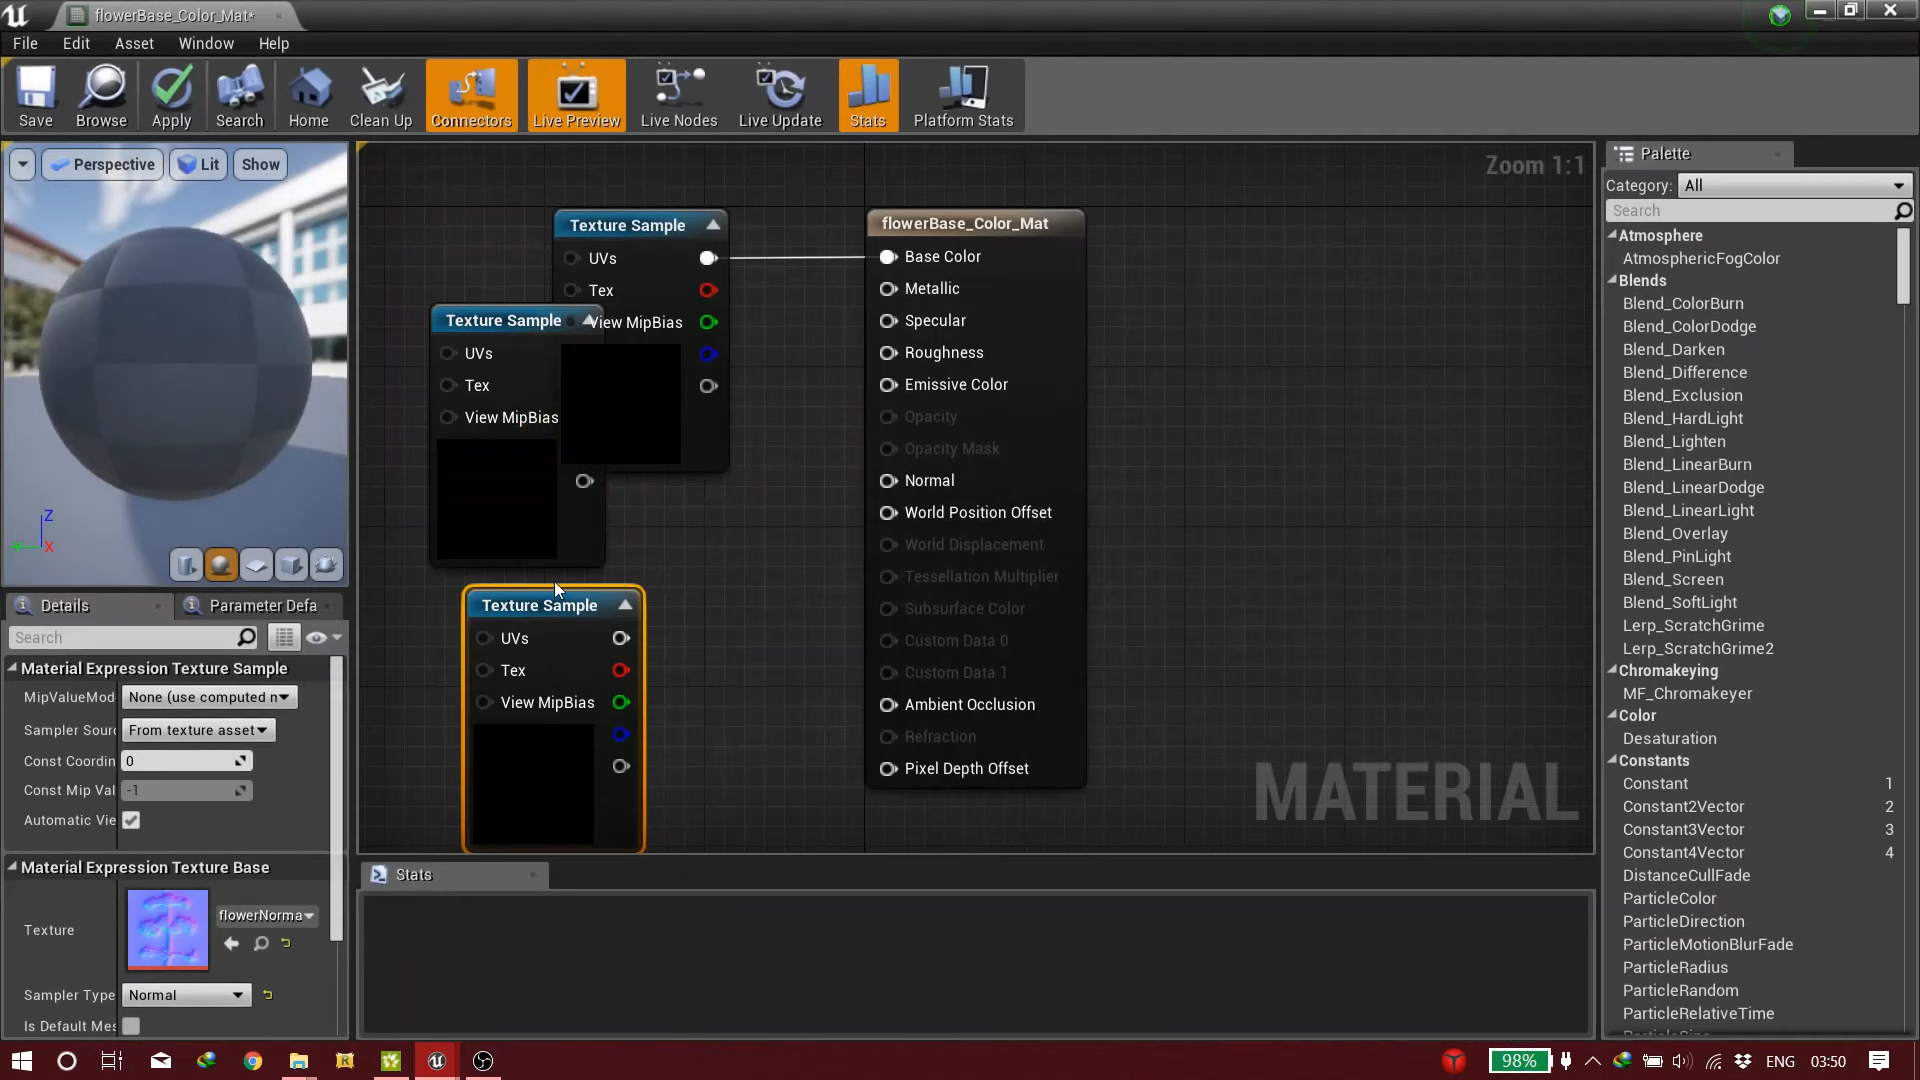 flowerBase_Color_Mat*
File Edit Asset Window Help
Save Browse Apply Search Home Clean Up Connectors Live Preview Live Nodes Live Update Stats Platform Stats
Perspective Lit Show
Z
X
Zoom 1:1
Texture Sample
UVs
Tex
View MipBias
Texture Sample
UVs
Tex
View MipBias
Texture Sample
UVs
Tex
View MipBias
flowerBase_Color_Mat
Base Color
Metallic
Specular
Roughness
Emissive Color
Opacity
Opacity Mask
Normal
World Position Offset
World Displacement
Tessellation Multiplier
Subsurface Color
Custom Data 0
Custom Data 1
Ambient Occlusion
Refraction
Pixel Depth Offset
MATERIAL
Details Parameter Defa
Search
Material Expression Texture Sample
MipValueMod None (use computed n
Sampler Sour From texture asset
Const Coordin 0
Const Mip Val -1
Automatic Vie
Material Expression Texture Base
Texture flowerNorma
Sampler Type Normal
Is Default Mes
Stats
Palette
Category: All
Search
Atmosphere
AtmosphericFogColor
Blends
Blend_ColorBurn
Blend_ColorDodge
Blend_Darken
Blend_Difference
Blend_Exclusion
Blend_HardLight
Blend_Lighten
Blend_LinearBurn
Blend_LinearDodge
Blend_LinearLight
Blend_Overlay
Blend_PinLight
Blend_Screen
Blend_SoftLight
Lerp_ScratchGrime
Lerp_ScratchGrime2
Chromakeying
MF_Chromakeyer
Color
Desaturation
Constants
Constant 1
Constant2Vector 2
Constant3Vector 3
Constant4Vector 4
DistanceCullFade
ParticleColor
ParticleDirection
ParticleMotionBlurFade
ParticleRadius
ParticleRandom
ParticleRelativeTime
98% ENG 03:50